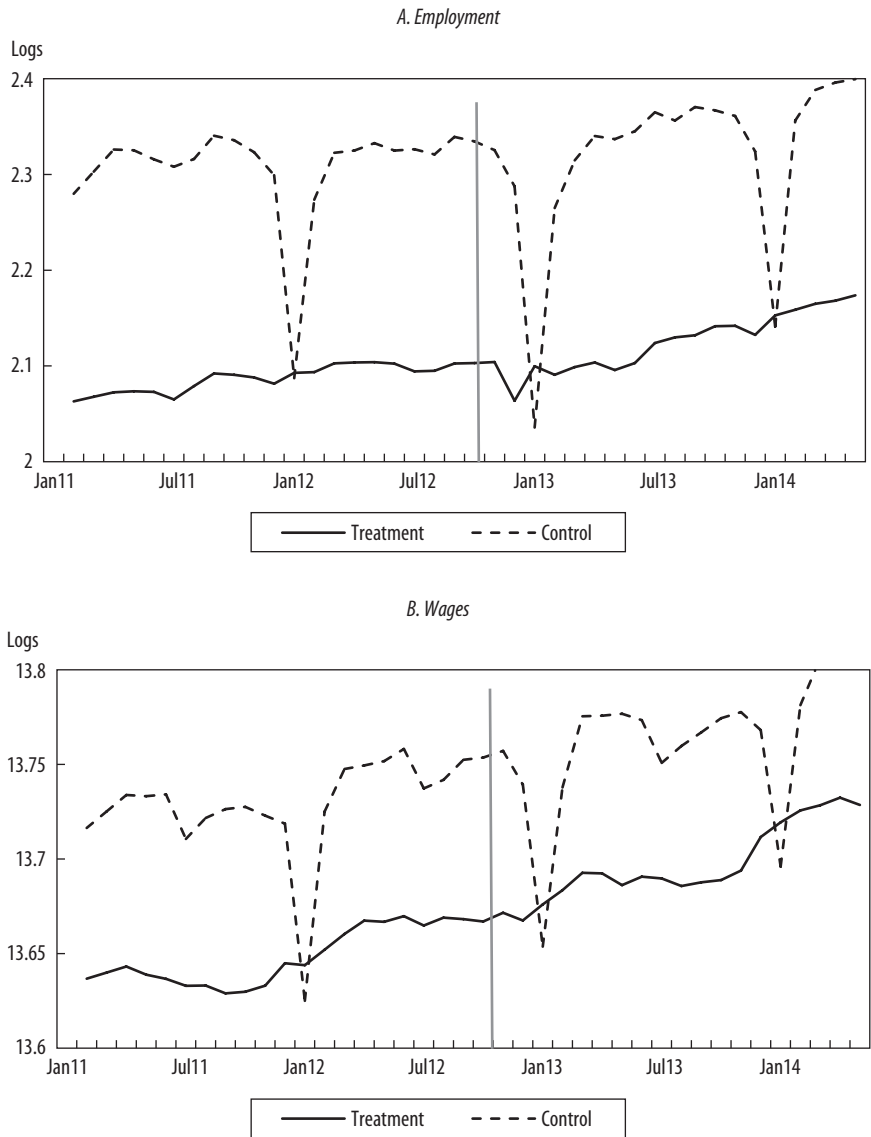 A. Employment
Logs
2.4
2.3
2.2
2.1
2
Jan11 Jul11 Jan12 Jul12 Jan13 Jul13 Jan14
Treatment Control
B. Wages
Logs
13.8
13.75
13.7
13.65
13.6
Jan11 Jul11 Jan12 Jul12 Jan13 Jul13 Jan14
Treatment Control